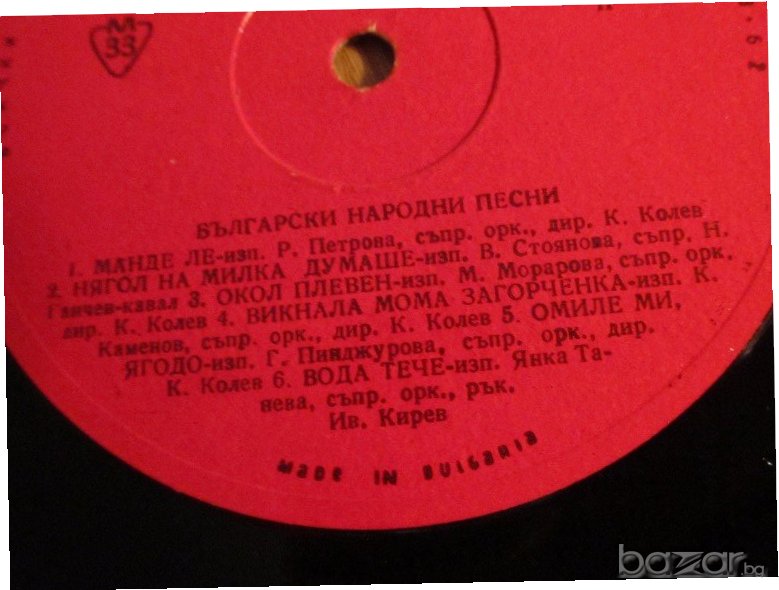 М
33
БЪЛГАРСКИ НАРОДНИ ПЕСНИ
1. МАНДЕ ЛЕ-изп. Р. Петрова, съпр. орк., дир. К. Колев
2. НЯГОЛ НА МИЛКА ДУМАШЕ-изп. В. Стоянова, съпр. Н.
Ганчев-кавал 3. ОКОЛ ПЛЕВЕН-изп. М. Морарова, съпр. орк.
дир. К. Колев 4. ВИКНАЛА МОМА ЗАГОРЧЕНКА-изп. К.
Каменов, съпр. орк., дир. К. Колев 5. ОМИЛЕ МИ,
ЯГОДО-изп. Г. Пинджурова, съпр. орк., дир.
К. Колев 6. ВОДА ТЕЧЕ-изп. Янка Та-
нева, съпр. орк., рък.
Ив. Кирев
MADE IN BULGARIA
bazar.bg